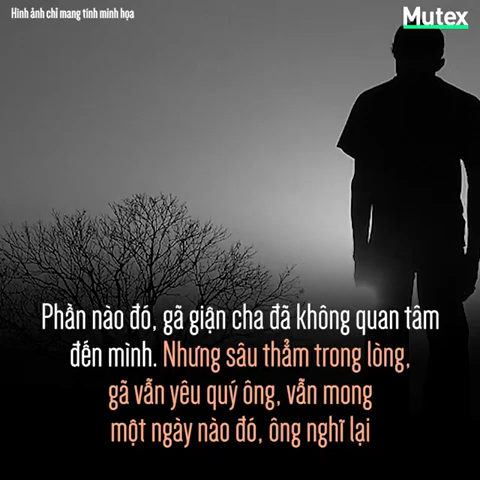 Hình ảnh chỉ mang tính minh họa
Mutex
Phần nào đó, gã giận cha đã không quan tâm
đến mình. Nhưng sâu thẳm trong lòng,
gã vẫn yêu quý ông, vẫn mong
một ngày nào đó, ông nghĩ lại